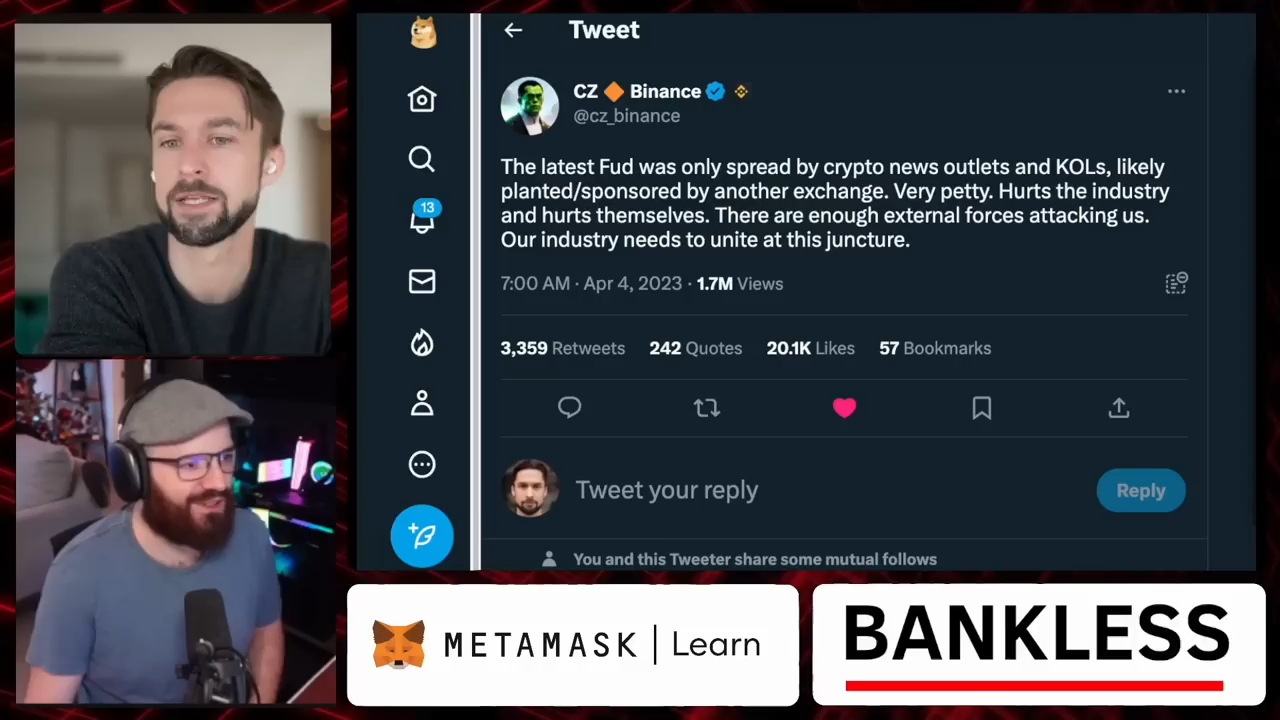 Tweet
CZ 🔶 Binance
@cz_binance
The latest Fud was only spread by crypto news outlets and KOLs, likely
planted/sponsored by another exchange. Very petty. Hurts the industry
and hurts themselves. There are enough external forces attacking us.
Our industry needs to unite at this juncture.
7:00 AM · Apr 4, 2023 · 1.7M Views
3,359 Retweets 242 Quotes 20.1K Likes 57 Bookmarks
13
Tweet your reply
Reply
You and this Tweeter share some mutual follows
METAMASK | Learn
BANKLESS